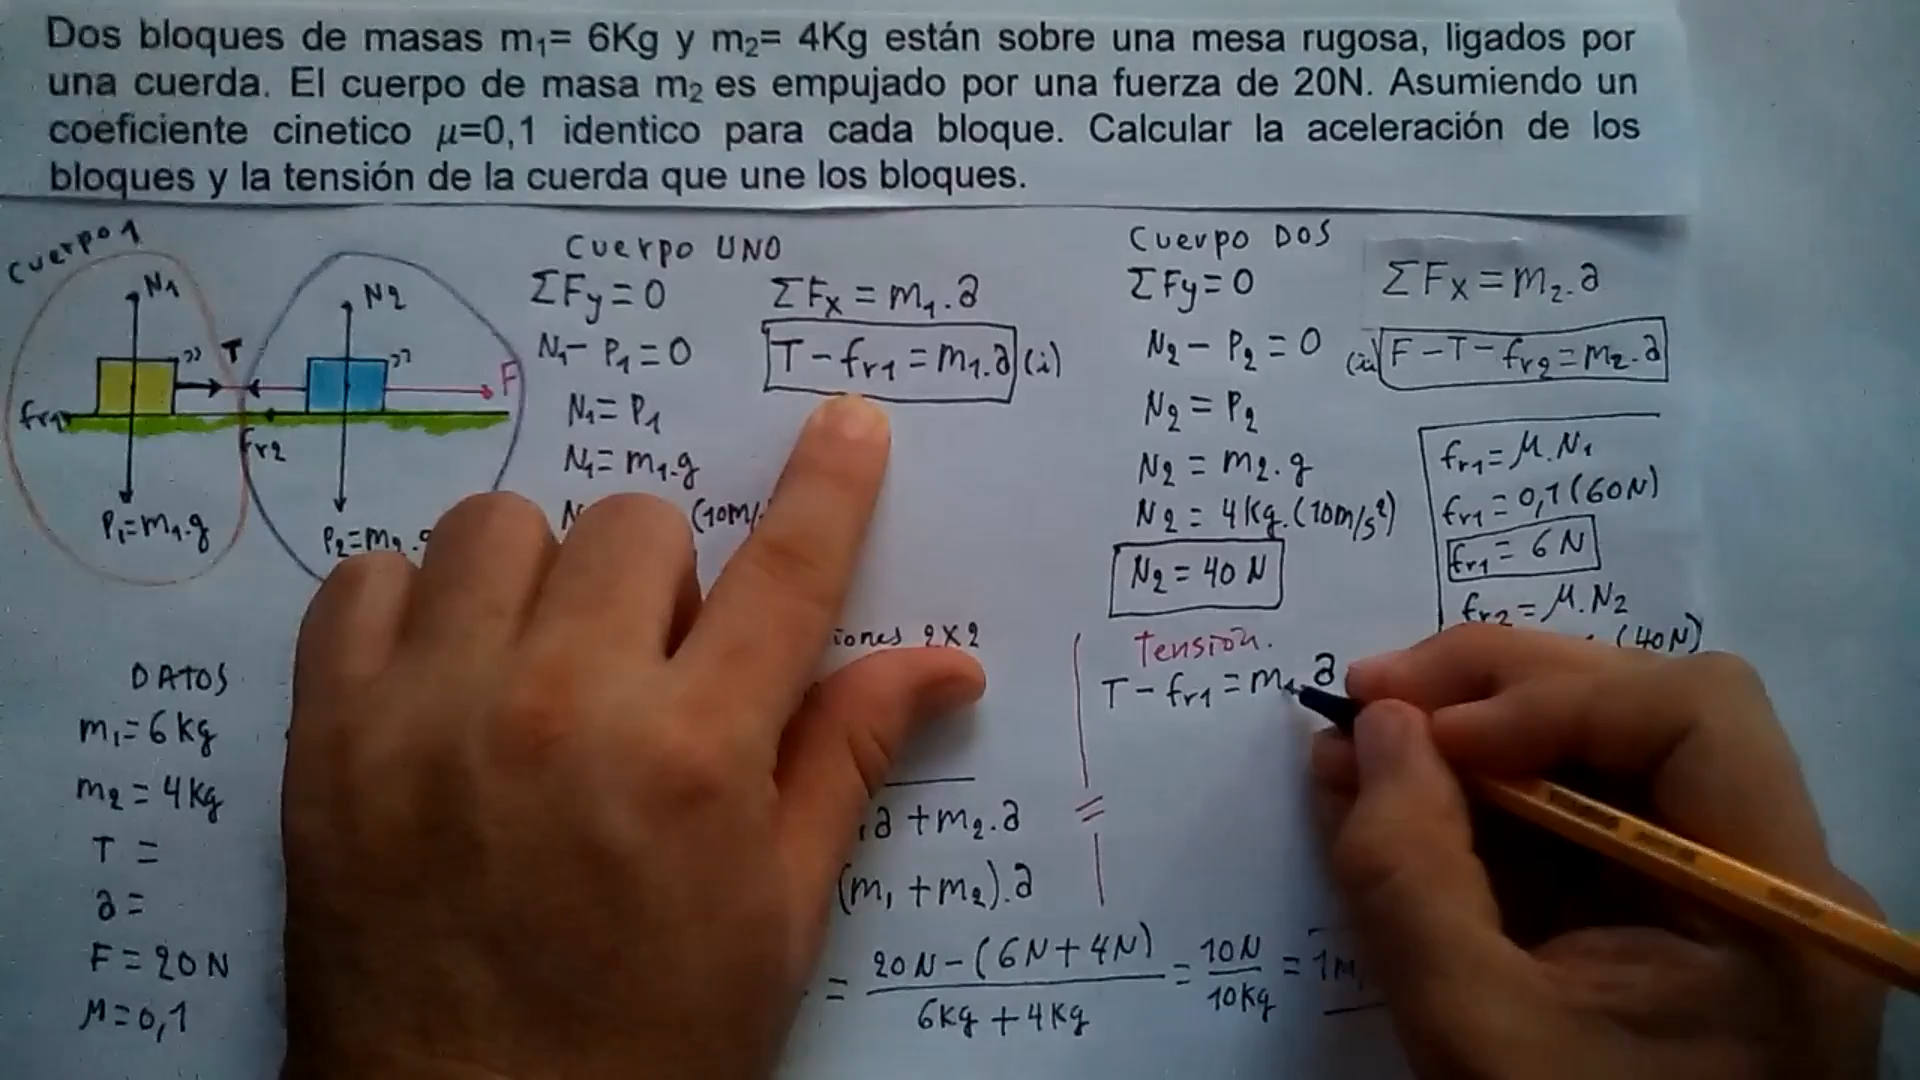 Dos bloques de masas m₁= 6Kg y m₂= 4Kg están sobre una mesa rugosa, ligados por
una cuerda. El cuerpo de masa m₂ es empujado por una fuerza de 20N. Asumiendo un
coeficiente cinetico μ=0,1 identico para cada bloque. Calcular la aceleración de los
bloques y la tensión de la cuerda que une los bloques.
Cuerpo 1
N₁
N₂
T
F
fr₁
fr₂
P₁=m₁.g
P₂=m₂.g
DATOS
m₁=6kg
m₂=4kg
T =
a=
F=20N
μ=0,1
Cuerpo UNO
ΣFy=0
N₁-P₁=0
N₁=P₁
N₁=m₁.g
(10m/
ΣFx=m₁.a
T-fr₁=m₁.a (i)
iones 2x2
.a+m₂.a
(m₁+m₂).a
= 20N-(6N+4N) / 6kg+4kg = 10N / 10kg = 1m
Cuerpo DOS
ΣFy=0
N₂-P₂=0
N₂=P₂
N₂=m₂.g
N₂=4kg.(10m/s²)
N₂=40N
ΣFx=m₂.a
(ii) F-T-fr₂=m₂.a
fr₁=μ.N₁
fr₁=0,1(60N)
fr₁=6N
fr₂=μ.N₂
(40N)
Tensión.
T-fr₁=m₁.a